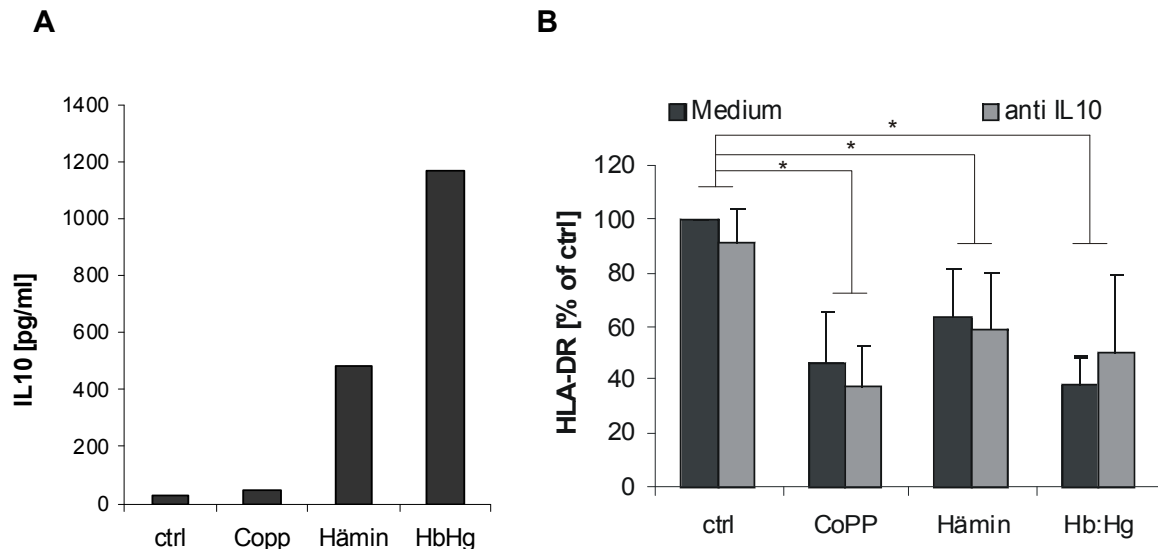 A
IL10 [pg/ml]
1400
1200
1000
800
600
400
200
0
ctrl Copp Hämin HbHg
B
Medium anti IL10
*
*
*
HLA-DR [% of ctrl]
120
100
80
60
40
20
0
ctrl CoPP Hämin Hb:Hg